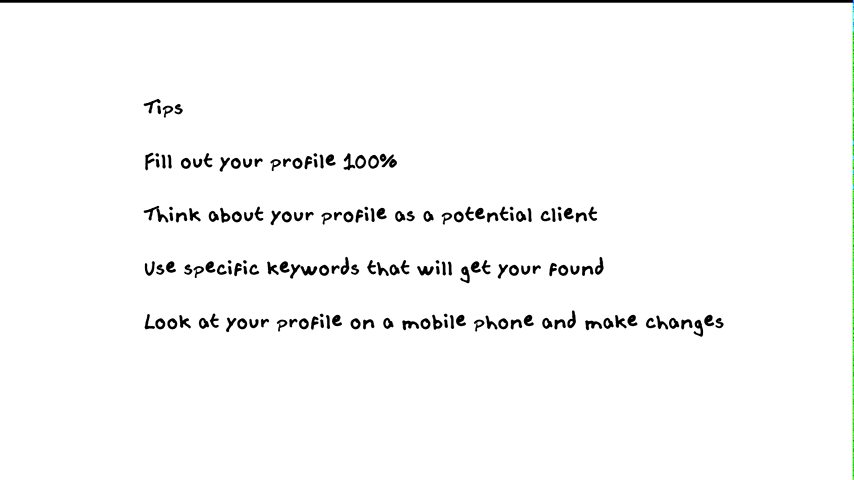 Tips
Fill out your profile 100%
Think about your profile as a potential client
Use specific keywords that will get your found
Look at your profile on a mobile phone and make changes